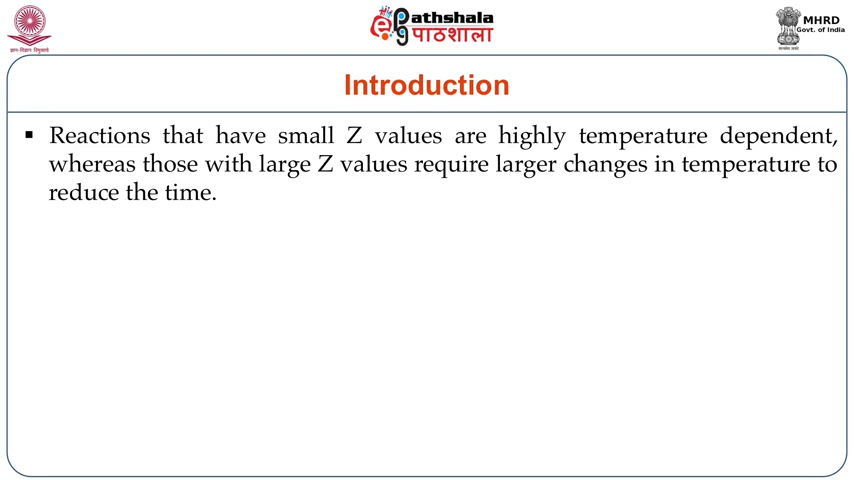 ePathshala
पाठशाला
MHRD
Govt. of India
Introduction
▪ Reactions that have small Z values are highly temperature dependent,
whereas those with large Z values require larger changes in temperature to
reduce the time.